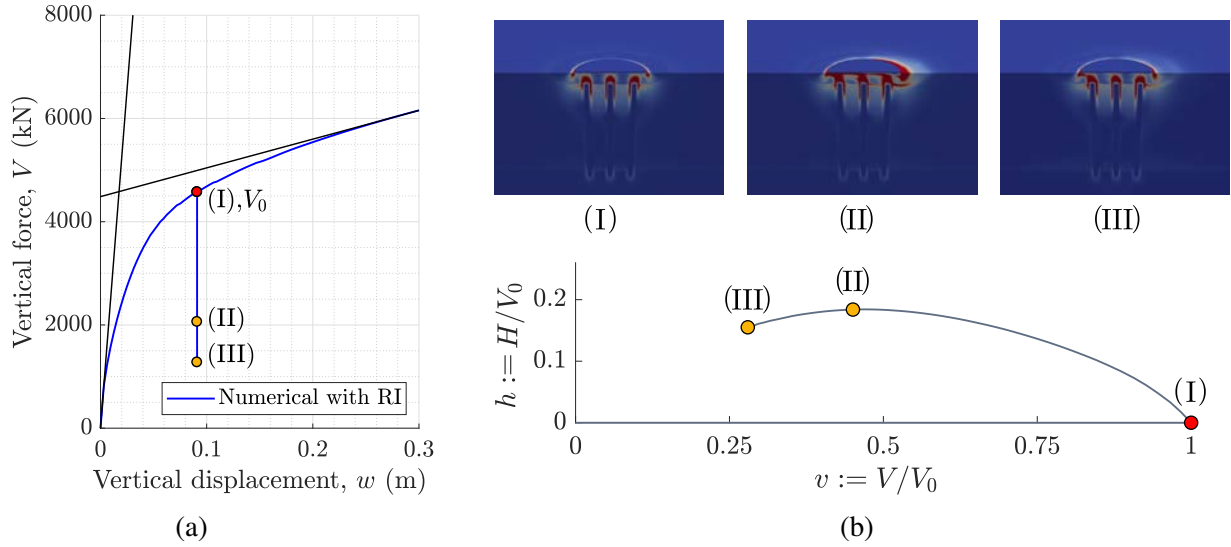 8000
6000
4000
2000
0
Vertical force, V (kN)
(I),V₀
(II)
(III)
Numerical with RI
0 0.1 0.2 0.3
Vertical displacement, w (m)
(a)
(I) (II) (III)
h := H/V₀
0.2
0.1
0
(III)
(II)
(I)
0 0.25 0.5 0.75 1
v := V/V₀
(b)